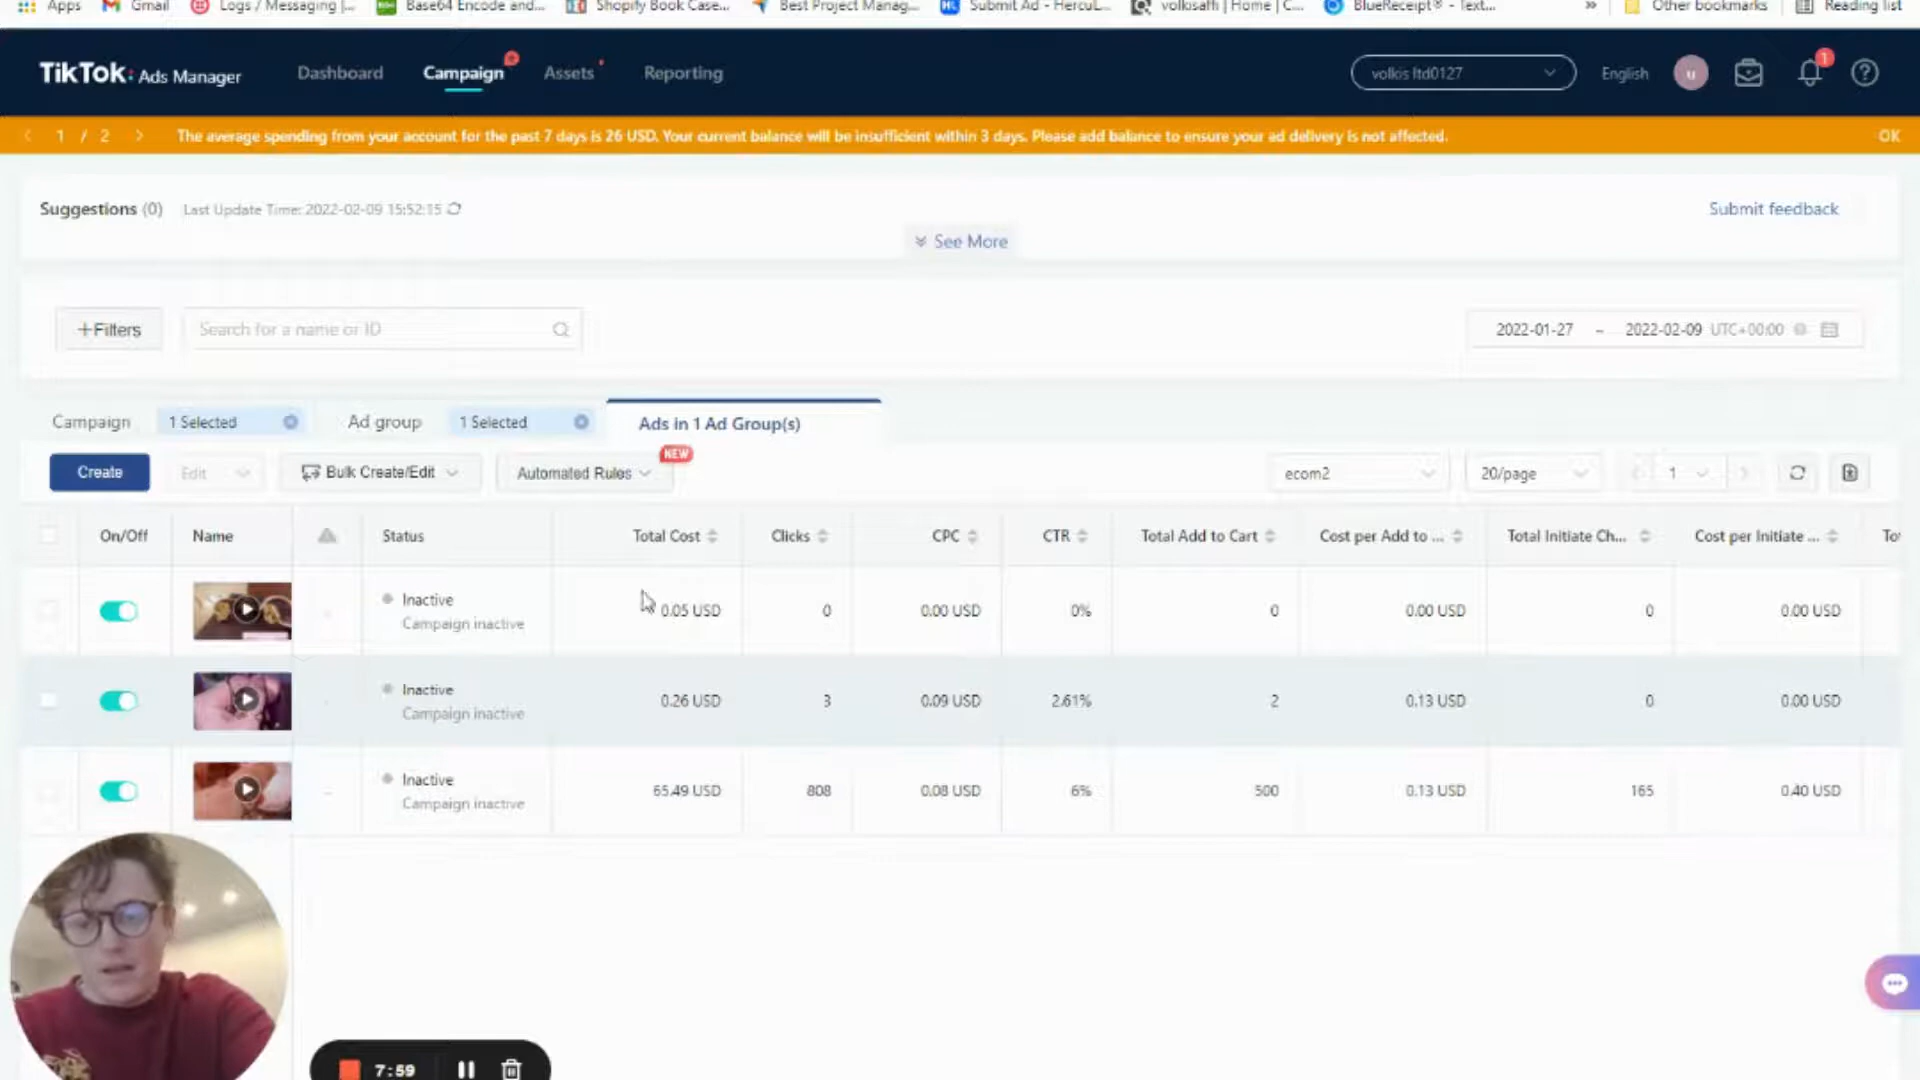 Apps Gmail Logs / Messaging |... Base64 Encode and... Shopify Book Case... Best Project Manag... Submit Ad - HercuL... volkisaffi | Home | C... BlueReceipt® - Text... » Other bookmarks Reading list
TikTok: Ads Manager Dashboard Campaign Assets Reporting volkis ltd0127 English u 1
1 / 2 The average spending from your account for the past 7 days is 26 USD. Your current balance will be insufficient within 3 days. Please add balance to ensure your ad delivery is not affected. OK
Suggestions (0) Last Update Time: 2022-02-09 15:52:15 Submit feedback
See More
+Filters Search for a name or ID 2022-01-27 – 2022-02-09 UTC+00:00
Campaign 1 Selected Ad group 1 Selected Ads in 1 Ad Group(s)
NEW
Create Edit Bulk Create/Edit Automated Rules ecom2 20/page 1
On/Off Name Status Total Cost Clicks CPC CTR Total Add to Cart Cost per Add to ... Total Initiate Ch... Cost per Initiate ... To
Inactive
Campaign inactive
0.05 USD 0 0.00 USD 0% 0 0.00 USD 0 0.00 USD
Inactive
Campaign inactive
0.26 USD 3 0.09 USD 2.61% 2 0.13 USD 0 0.00 USD
Inactive
Campaign inactive
65.49 USD 808 0.08 USD 6% 500 0.13 USD 165 0.40 USD
7:59